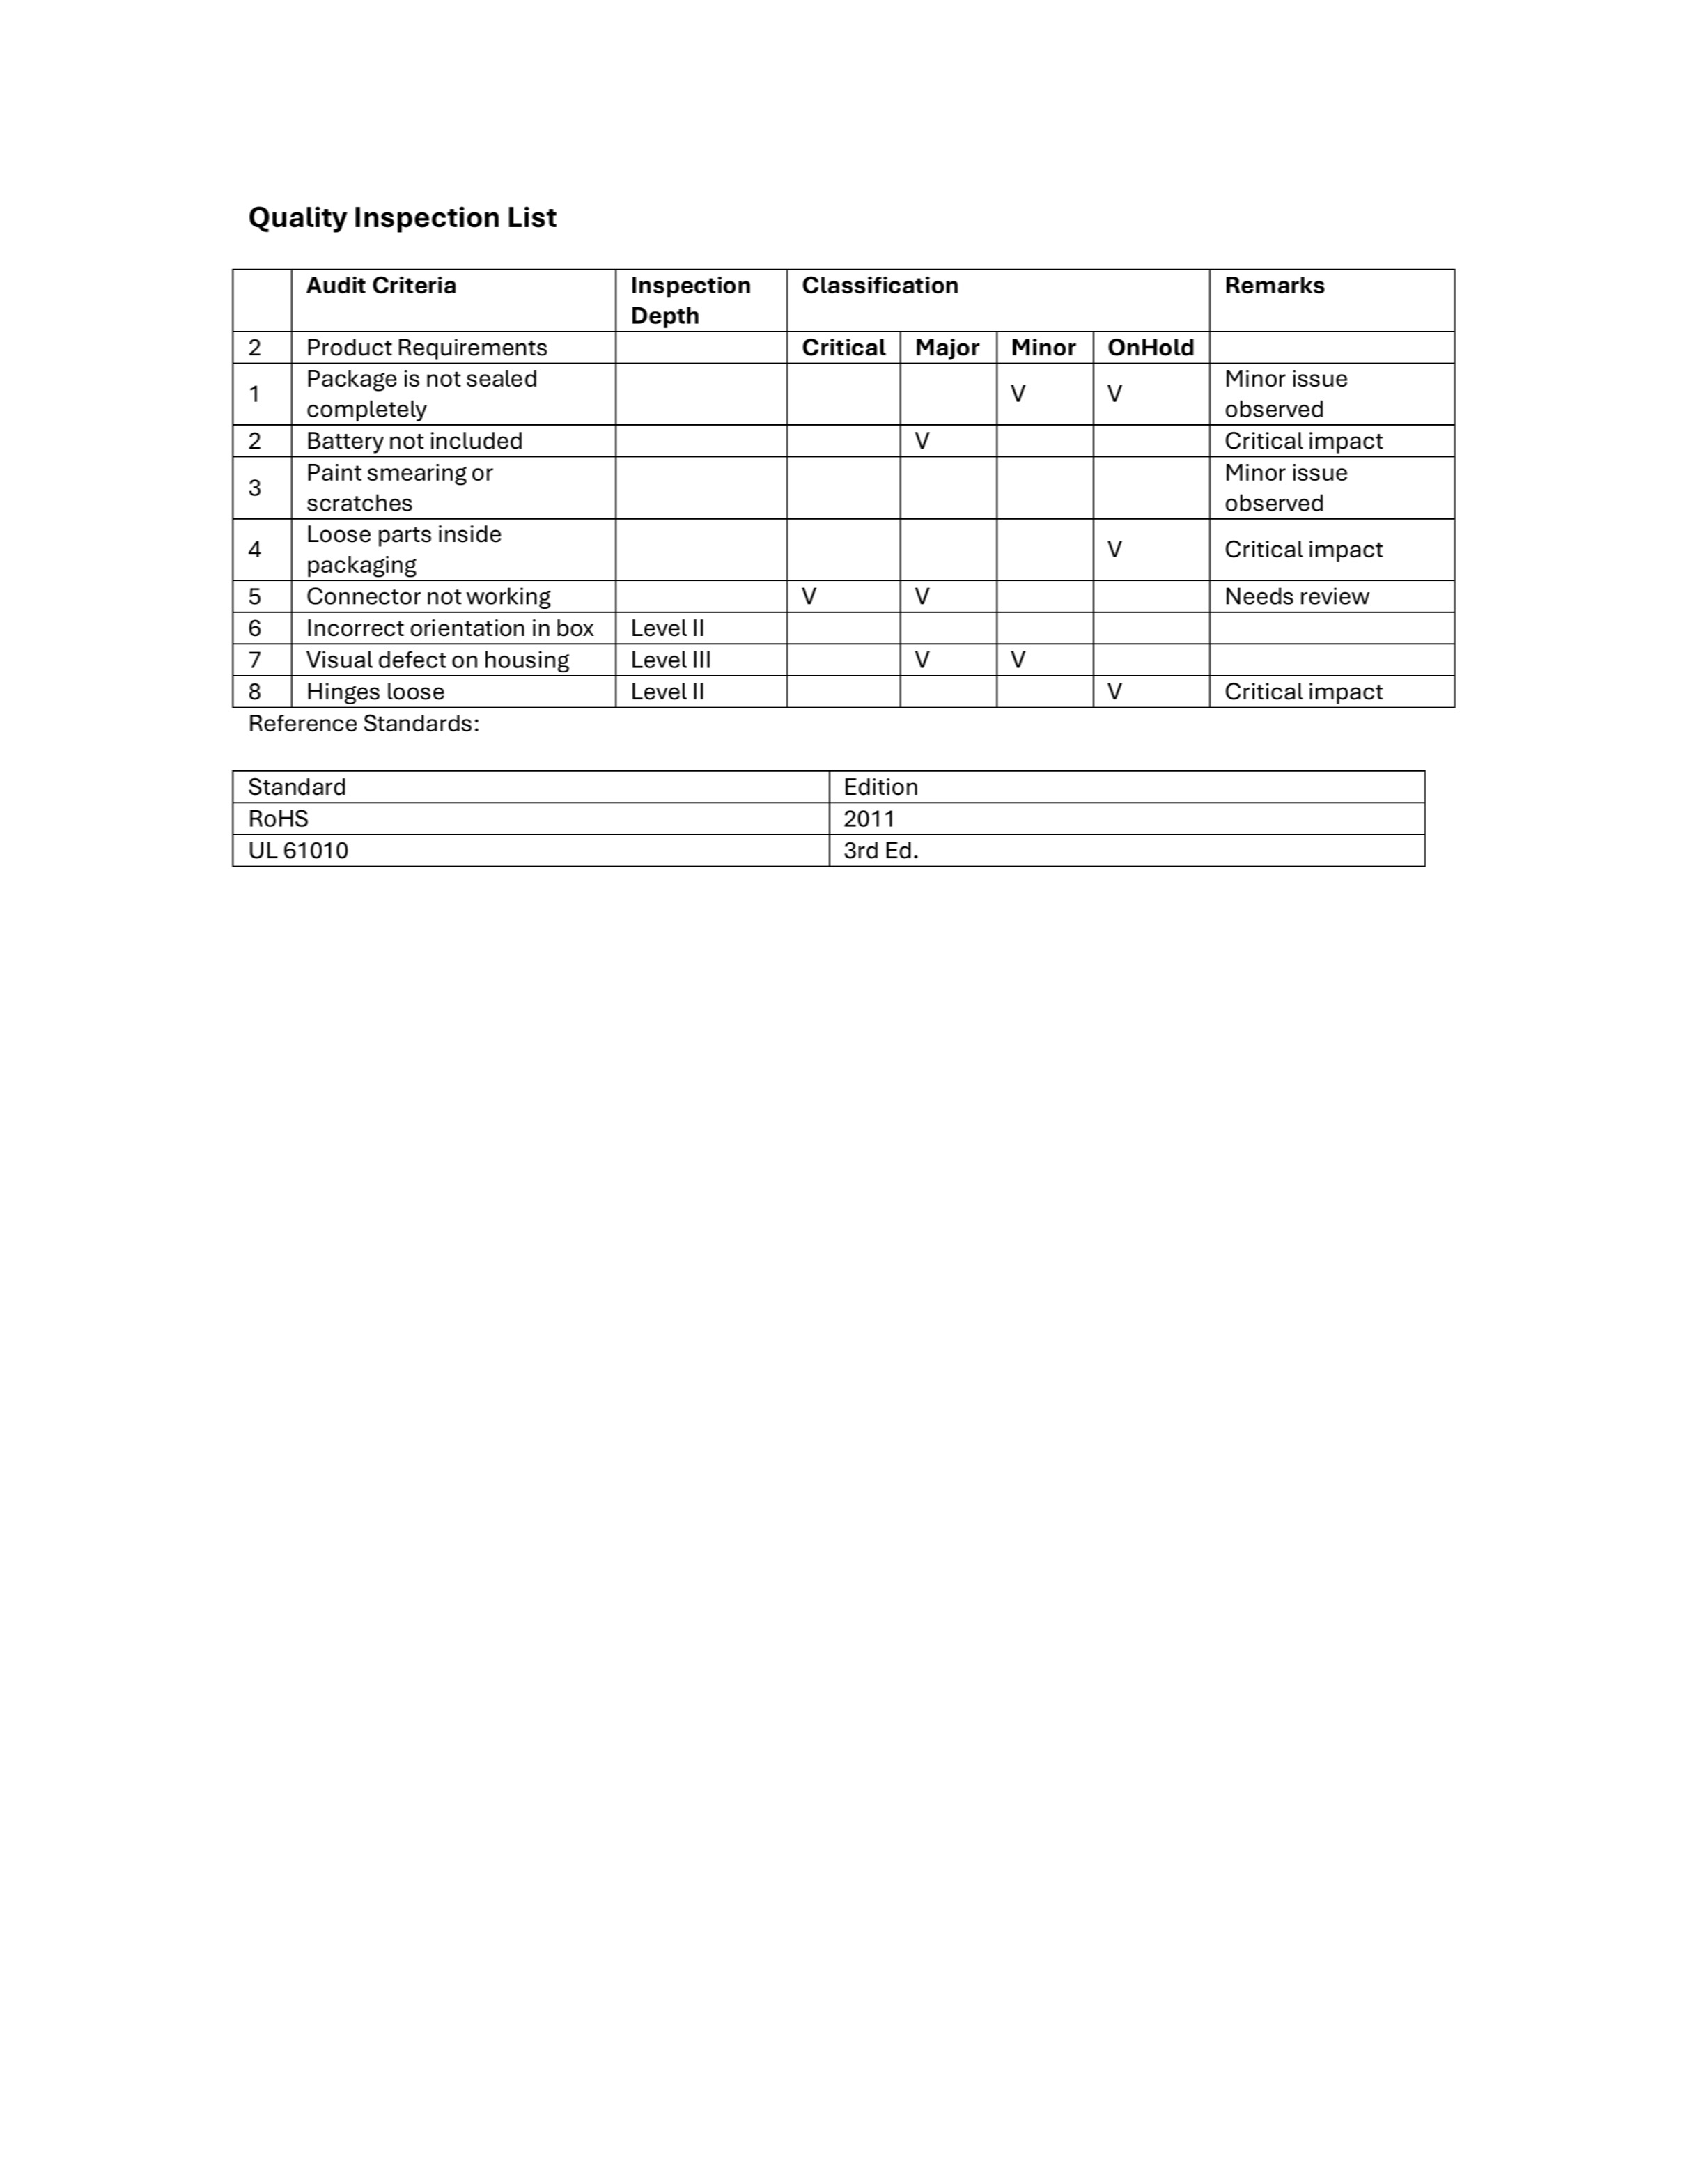 Quality Inspection List
Audit Criteria Inspection Depth Classification Remarks
2 Product Requirements Critical Major Minor OnHold
1 Package is not sealed completely V V Minor issue observed
2 Battery not included V Critical impact
3 Paint smearing or scratches Minor issue observed
4 Loose parts inside packaging V Critical impact
5 Connector not working V V Needs review
6 Incorrect orientation in box Level II
7 Visual defect on housing Level III V V
8 Hinges loose Level II V Critical impact
Reference Standards:
Standard Edition
RoHS 2011
UL 61010 3rd Ed.